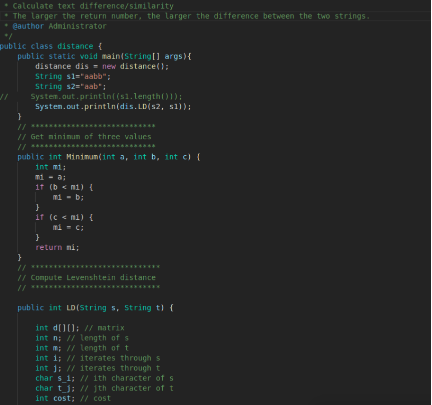 * Calculate text difference/similarity
* The larger the return number, the larger the difference between the two strings.
* @author Administrator
*/
public class distance {
public static void main(String[] args){
distance dis = new distance();
String s1="aabb";
String s2="aab";
// System.out.println((s1.length()));
System.out.println(dis.LD(s2, s1));
}
// ****************************
// Get minimum of three values
// ****************************
public int Minimum(int a, int b, int c) {
int mi;
mi = a;
if (b < mi) {
mi = b;
}
if (c < mi) {
mi = c;
}
return mi;
}
// *****************************
// Compute Levenshtein distance
// *****************************
public int LD(String s, String t) {
int d[][]; // matrix
int n; // length of s
int m; // length of t
int i; // iterates through s
int j; // iterates through t
char s_i; // ith character of s
char t_j; // jth character of t
int cost; // cost